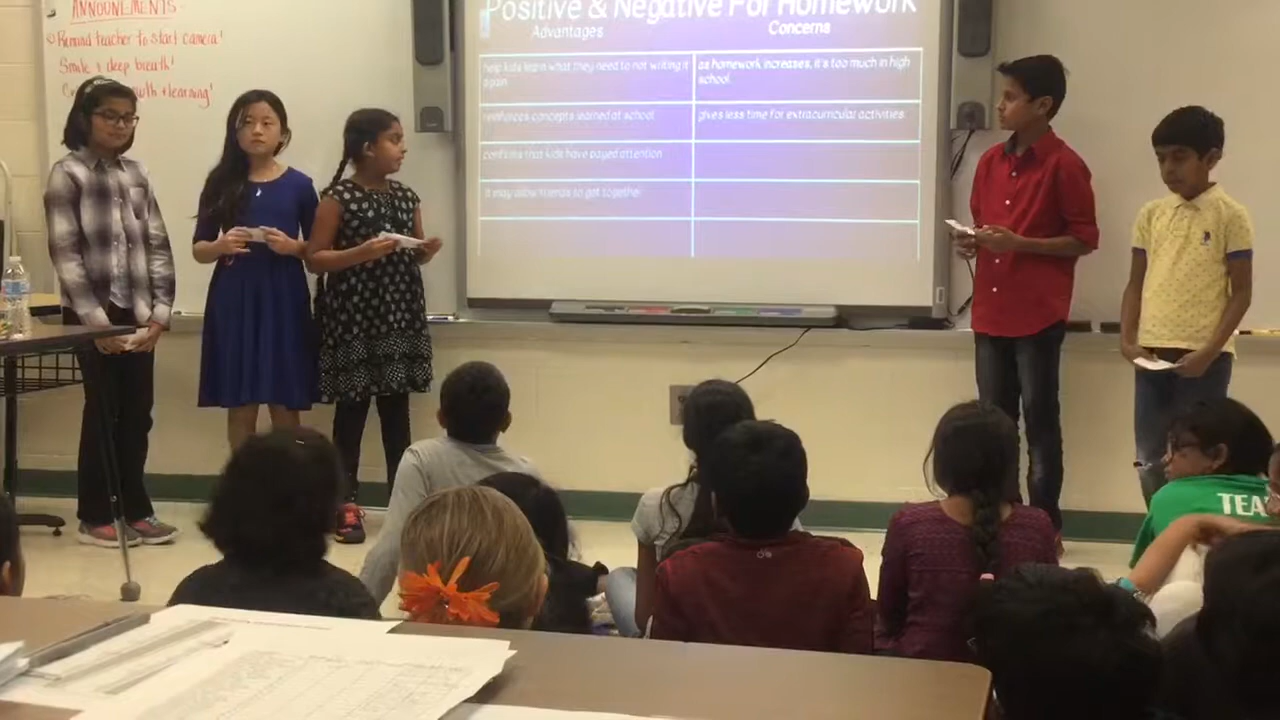 ANNOUNCEMENTS
Remind teacher to start camera!
Smile & deep breath!
growth & learning!
Positive & Negative For Homework
Advantages
Concerns
help kids learn what they need to not writing it again
as homework increases, it's too much in high school.
reinforces concepts learned at school
gives less time for extracurricular activities
confirms that kids have payed attention
it may allow friends to get together
TEA